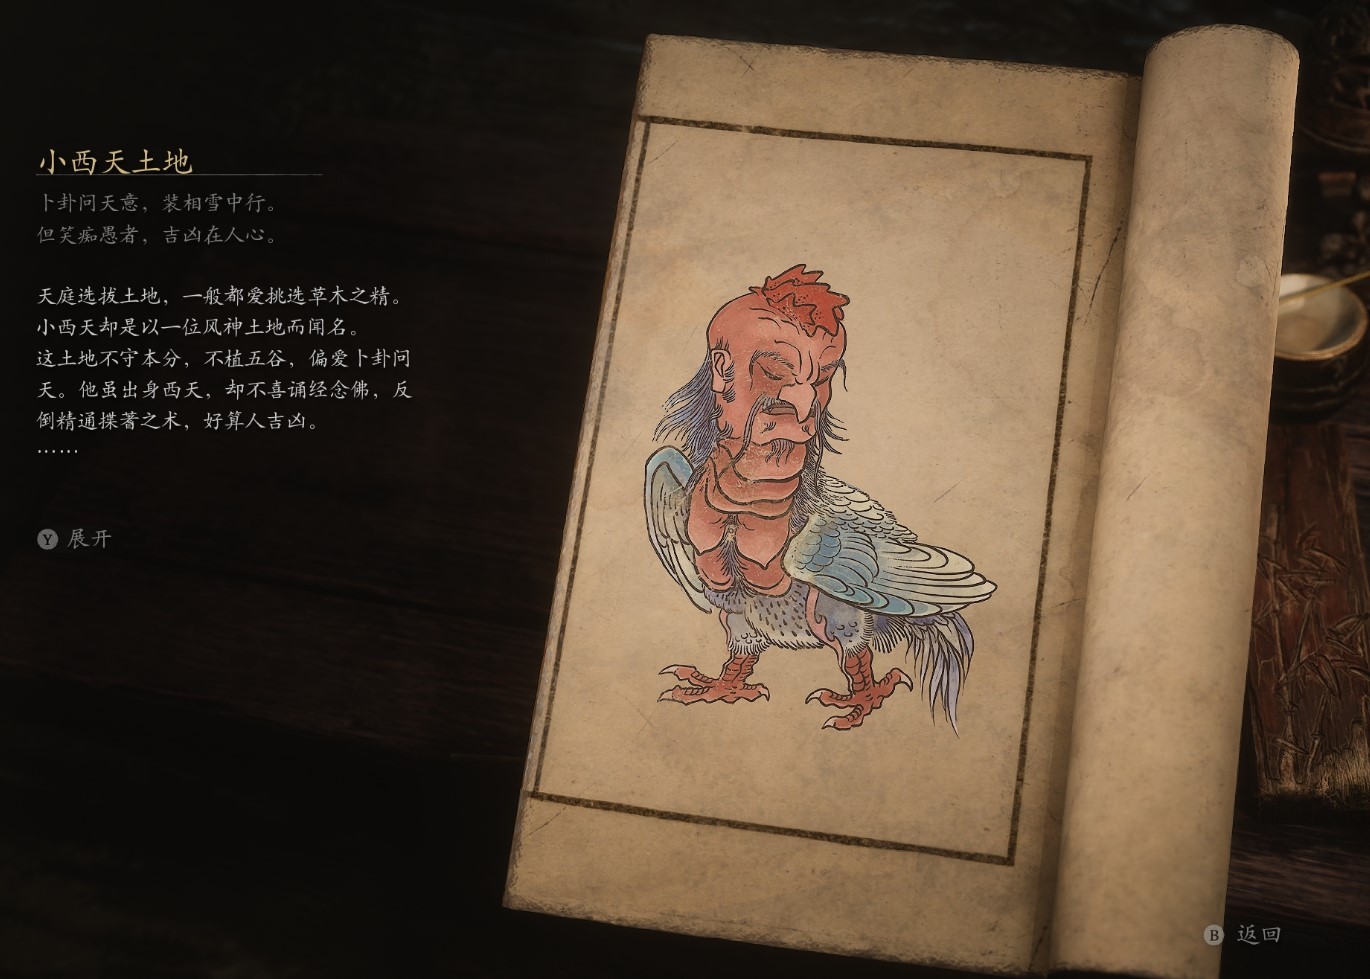 小西天土地
卜卦问天意，装相雪中行。
但笑痴愚者，吉凶在人心。
天庭选拔土地，一般都爱挑选草木之精。
小西天却是以一位风神土地而闻名。
这土地不守本分，不植五谷，偏爱卜卦问
天。他虽出身西天，却不喜诵经念佛，反
倒精通揲蓍之术，好算人吉凶。
……
Y 展开
B 返回